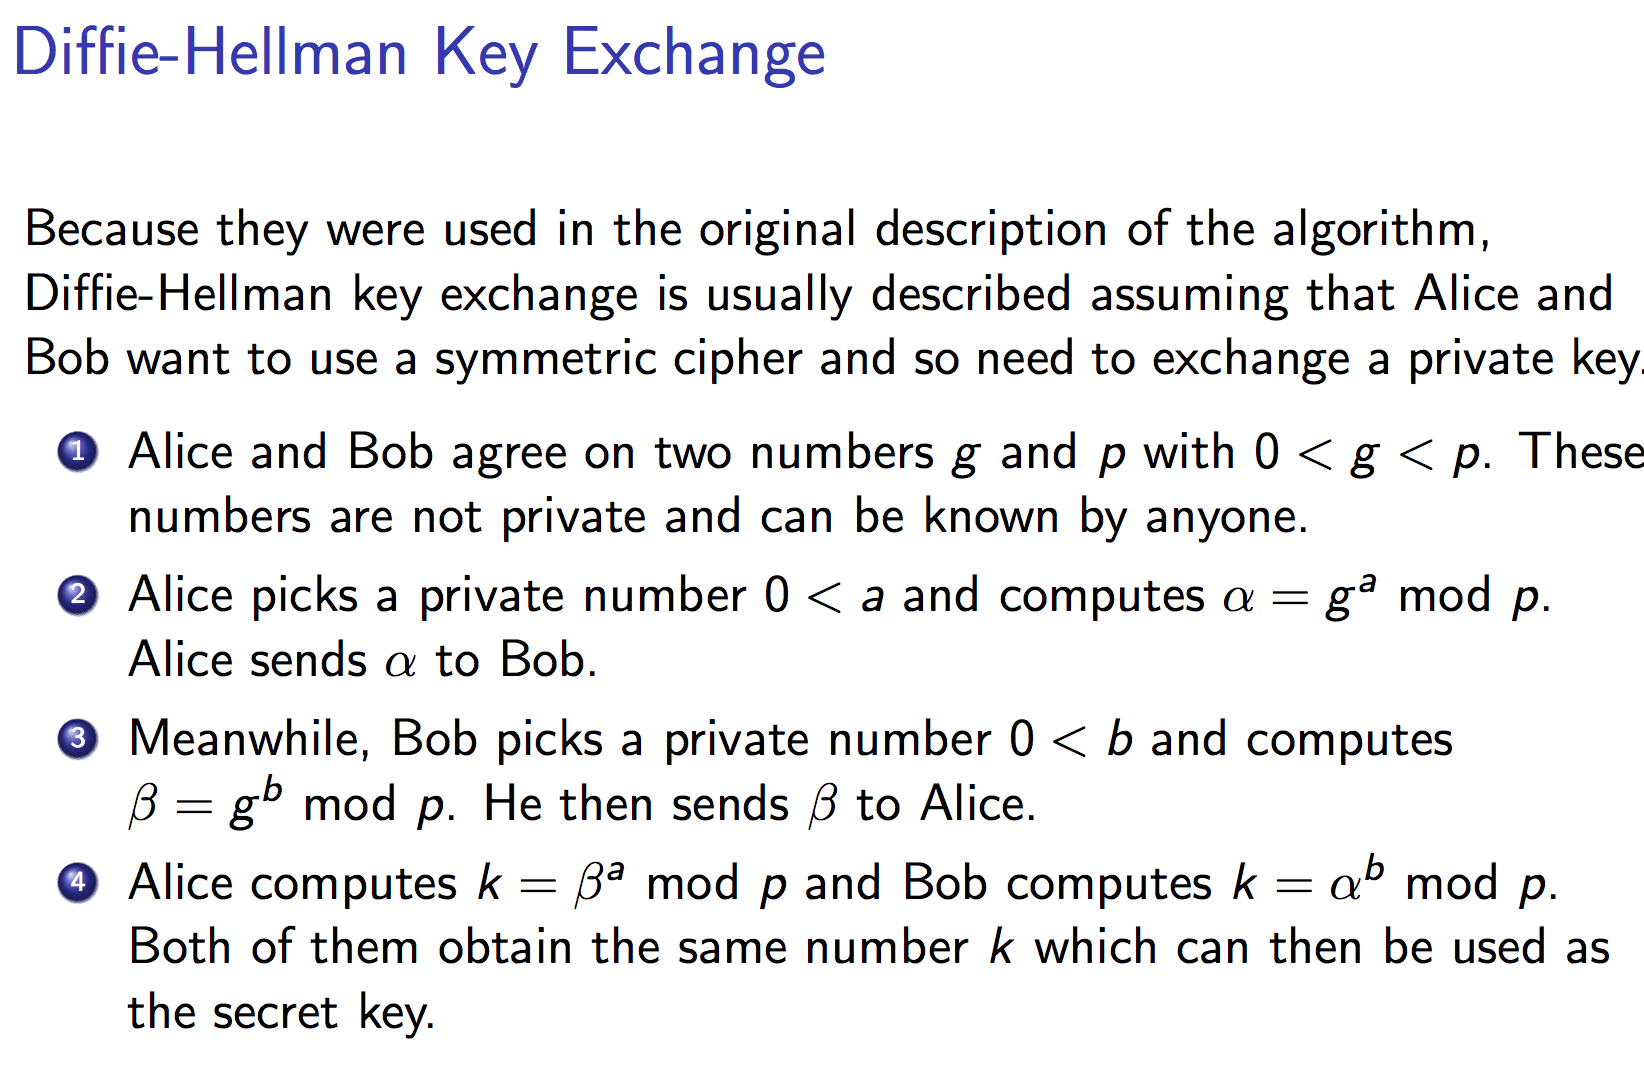 Diffie-Hellman Key Exchange
Because they were used in the original description of the algorithm,
Diffie-Hellman key exchange is usually described assuming that Alice and
Bob want to use a symmetric cipher and so need to exchange a private key.
1 Alice and Bob agree on two numbers g and p with 0 < g < p. These
numbers are not private and can be known by anyone.
2 Alice picks a private number 0 < a and computes α = gᵃ mod p.
Alice sends α to Bob.
3 Meanwhile, Bob picks a private number 0 < b and computes
β = gᵇ mod p. He then sends β to Alice.
4 Alice computes k = βᵃ mod p and Bob computes k = αᵇ mod p.
Both of them obtain the same number k which can then be used as
the secret key.